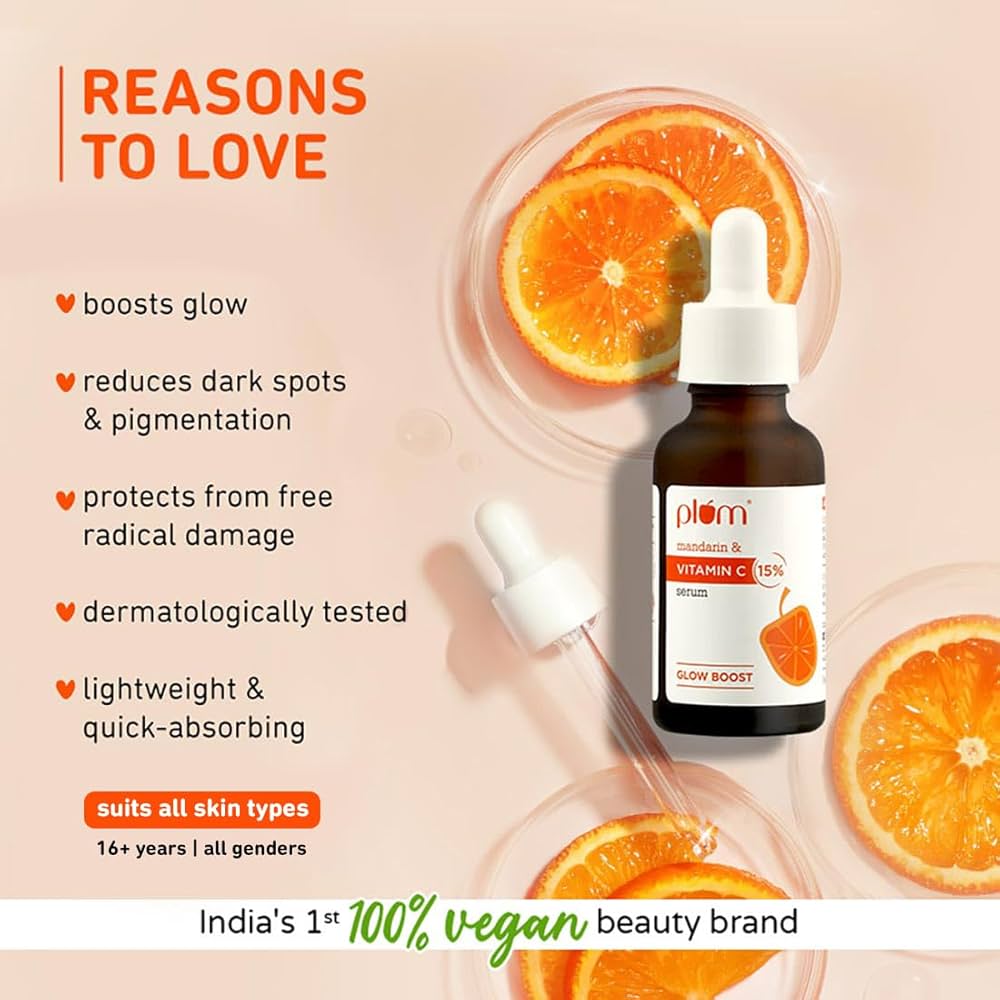 REASONS
TO LOVE
boosts glow
reduces dark spots
& pigmentation
protects from free
radical damage
dermatologically tested
lightweight &
quick-absorbing
suits all skin types
16+ years | all genders
plum®
mandarin &
VITAMIN C 15%
serum
GLOW BOOST
India's 1st 100% vegan beauty brand